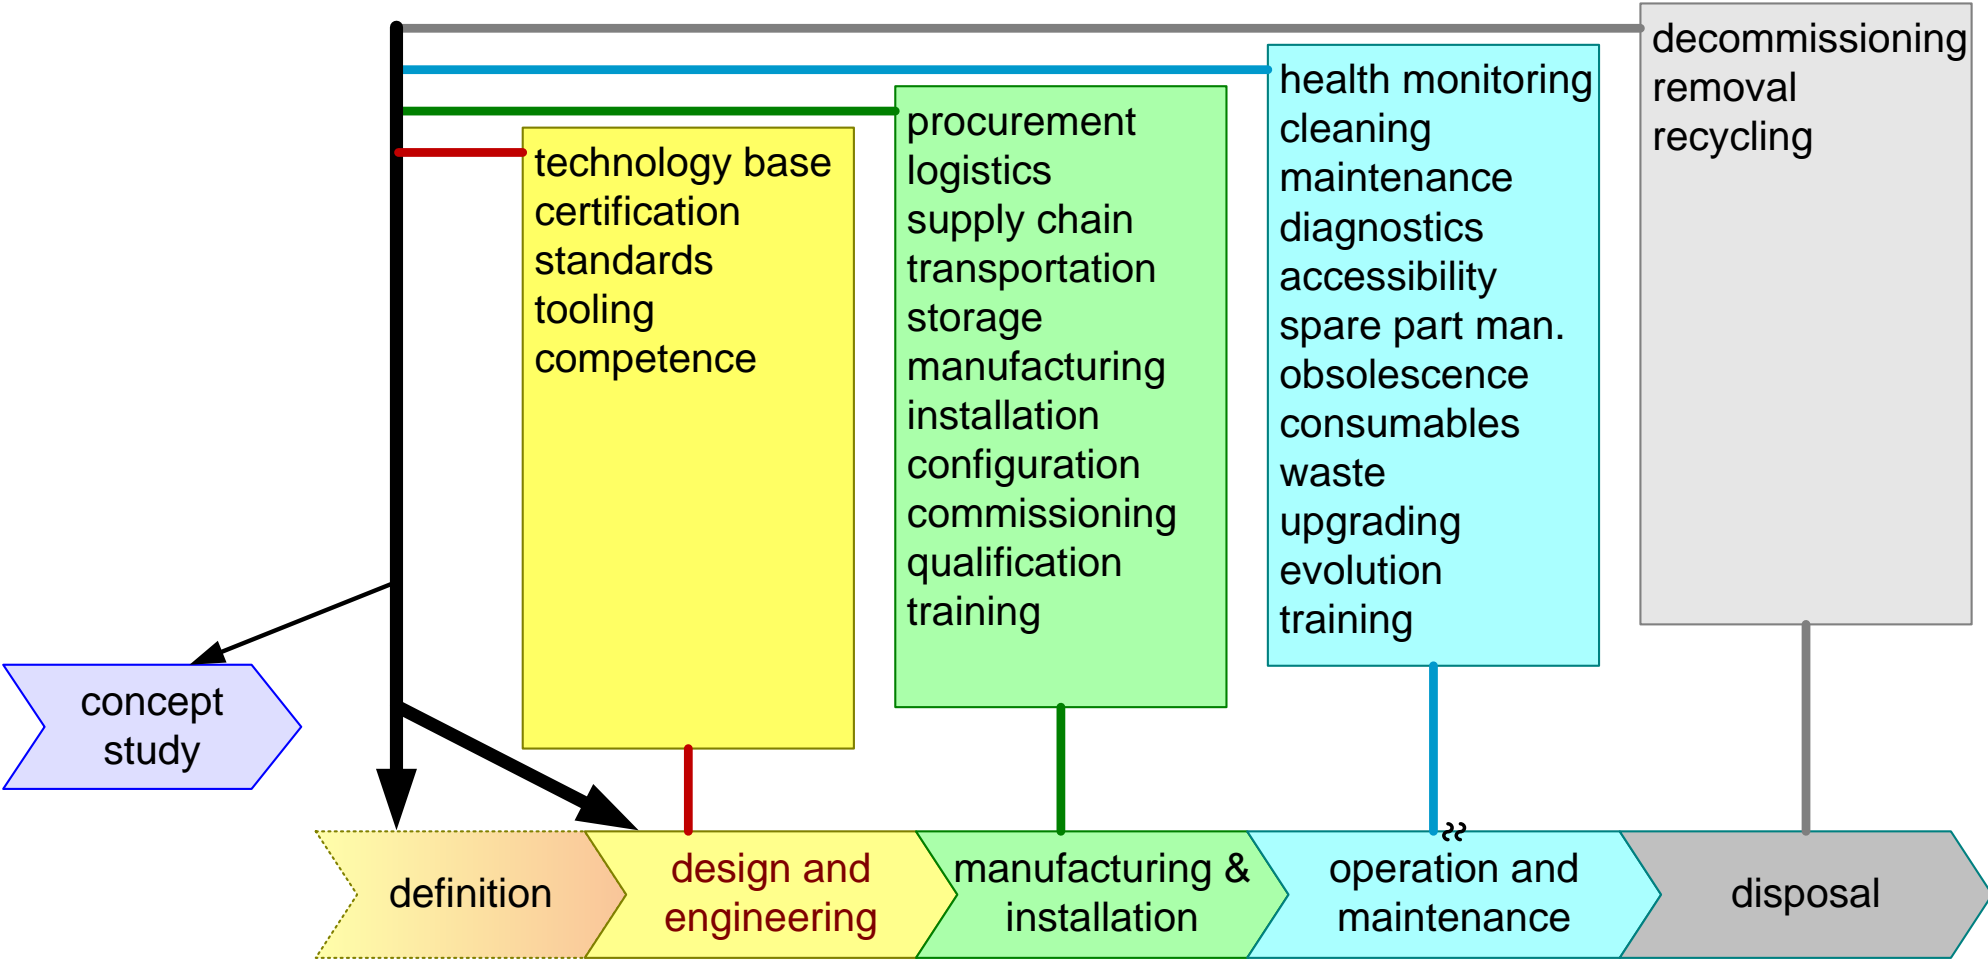 decommissioning
removal
recycling
health monitoring
cleaning
maintenance
diagnostics
accessibility
spare part man.
obsolescence
consumables
waste
upgrading
evolution
training
procurement
logistics
supply chain
transportation
storage
manufacturing
installation
configuration
commissioning
qualification
training
technology base
certification
standards
tooling
competence
concept
study
definition
design and
engineering
manufacturing &
installation
operation and
maintenance
disposal